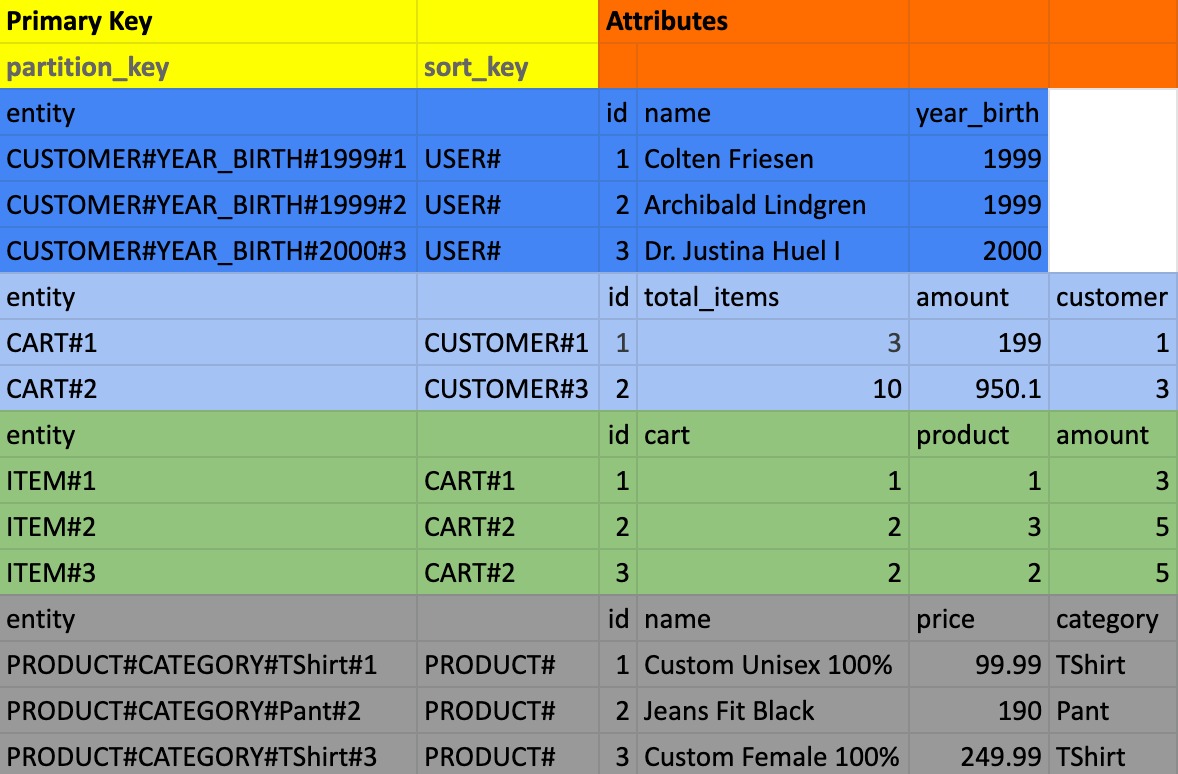 Primary Key Attributes
partition_key sort_key
entity id name year_birth
CUSTOMER#YEAR_BIRTH#1999#1 USER# 1 Colten Friesen 1999
CUSTOMER#YEAR_BIRTH#1999#2 USER# 2 Archibald Lindgren 1999
CUSTOMER#YEAR_BIRTH#2000#3 USER# 3 Dr. Justina Huel I 2000
entity id total_items amount customer
CART#1 CUSTOMER#1 1 3 199 1
CART#2 CUSTOMER#3 2 10 950.1 3
entity id cart product amount
ITEM#1 CART#1 1 1 1 3
ITEM#2 CART#2 2 2 3 5
ITEM#3 CART#2 3 2 2 5
entity id name price category
PRODUCT#CATEGORY#TShirt#1 PRODUCT# 1 Custom Unisex 100% 99.99 TShirt
PRODUCT#CATEGORY#Pant#2 PRODUCT# 2 Jeans Fit Black 190 Pant
PRODUCT#CATEGORY#TShirt#3 PRODUCT# 3 Custom Female 100% 249.99 TShirt